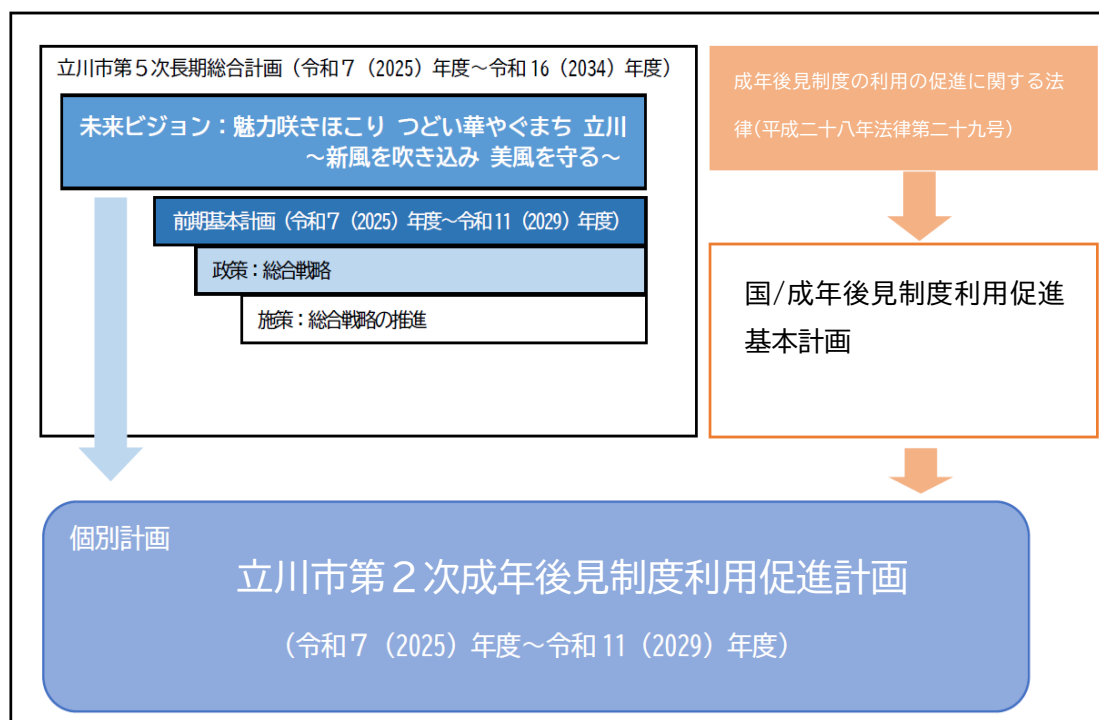 立川市第５次長期総合計画（令和７（2025）年度～令和16（2034）年度）
未来ビジョン：魅力咲きほこり つどい華やぐまち 立川
～新風を吹き込み 美風を守る～
前期基本計画（令和７（2025）年度～令和11（2029）年度）
政策：総合戦略
施策：総合戦略の推進
成年後見制度の利用の促進に関する法
律(平成二十八年法律第二十九号）
国/成年後見制度利用促進
基本計画
個別計画
立川市第２次成年後見制度利用促進計画
（令和７（2025）年度～令和11（2029）年度）